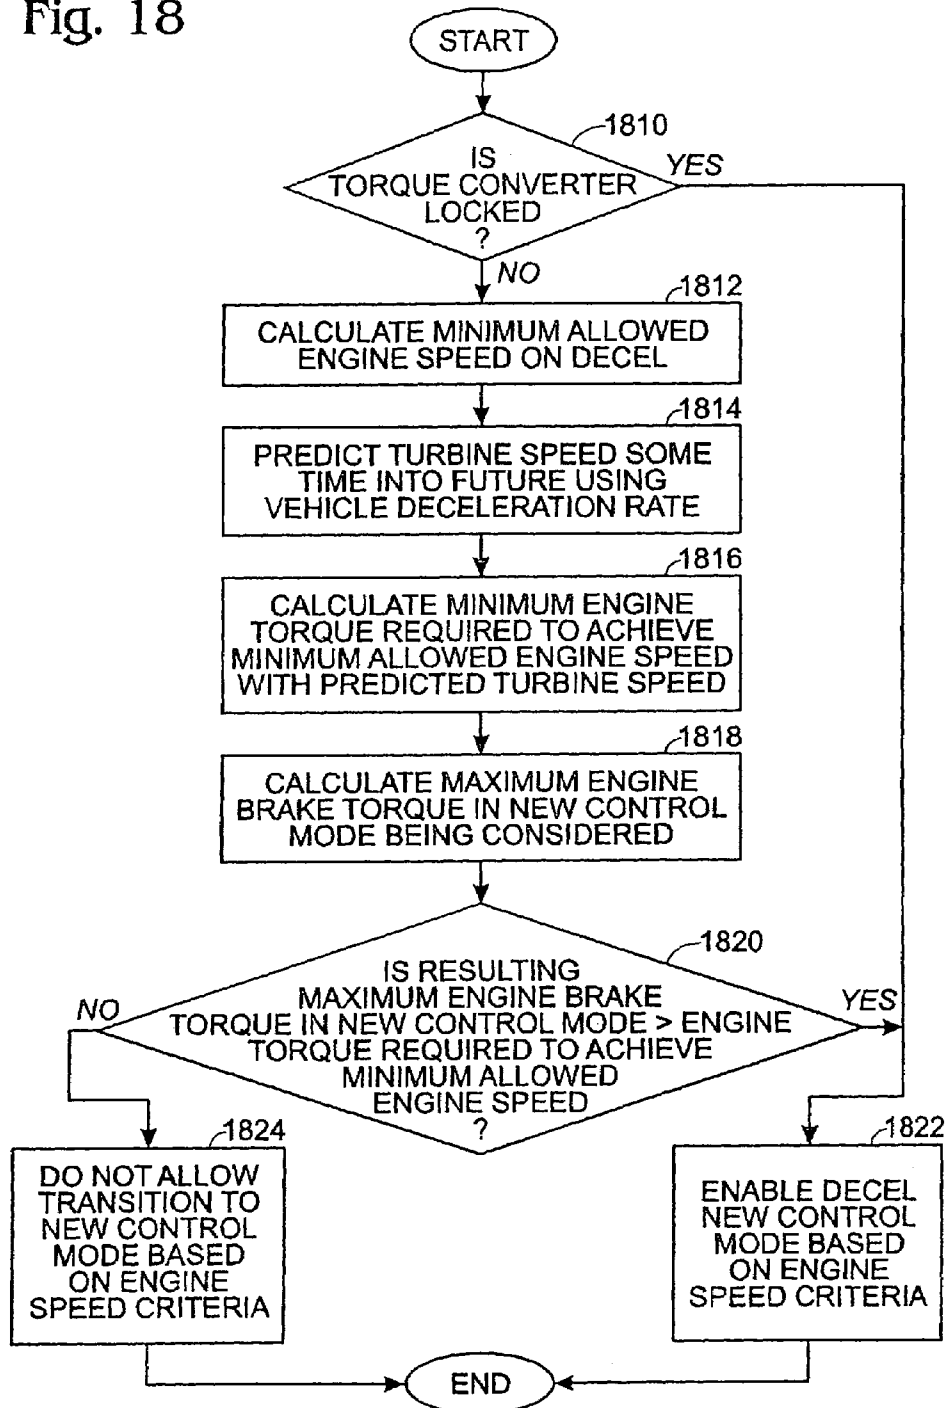 Fig. 18
START
1810
IS
TORQUE CONVERTER
LOCKED
?
YES
NO
1812
CALCULATE MINIMUM ALLOWED
ENGINE SPEED ON DECEL
1814
PREDICT TURBINE SPEED SOME
TIME INTO FUTURE USING
VEHICLE DECELERATION RATE
1816
CALCULATE MINIMUM ENGINE
TORQUE REQUIRED TO ACHIEVE
MINIMUM ALLOWED ENGINE SPEED
WITH PREDICTED TURBINE SPEED
1818
CALCULATE MAXIMUM ENGINE
BRAKE TORQUE IN NEW CONTROL
MODE BEING CONSIDERED
1820
IS RESULTING
MAXIMUM ENGINE BRAKE
TORQUE IN NEW CONTROL MODE > ENGINE
TORQUE REQUIRED TO ACHIEVE
MINIMUM ALLOWED
ENGINE SPEED
?
NO
YES
1824
DO NOT ALLOW
TRANSITION TO
NEW CONTROL
MODE BASED
ON ENGINE
SPEED CRITERIA
1822
ENABLE DECEL
NEW CONTROL
MODE BASED
ON ENGINE
SPEED CRITERIA
END